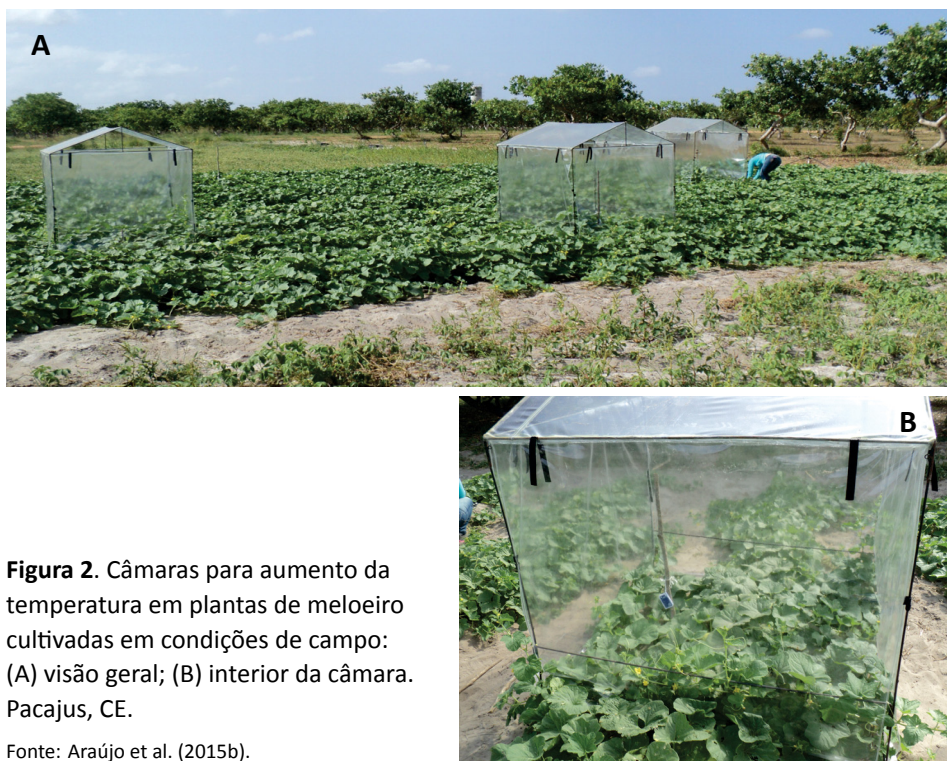 A
B
Figura 2. Câmaras para aumento da
temperatura em plantas de meloeiro
cultivadas em condições de campo:
(A) visão geral; (B) interior da câmara.
Pacajus, CE.
Fonte: Araújo et al. (2015b).